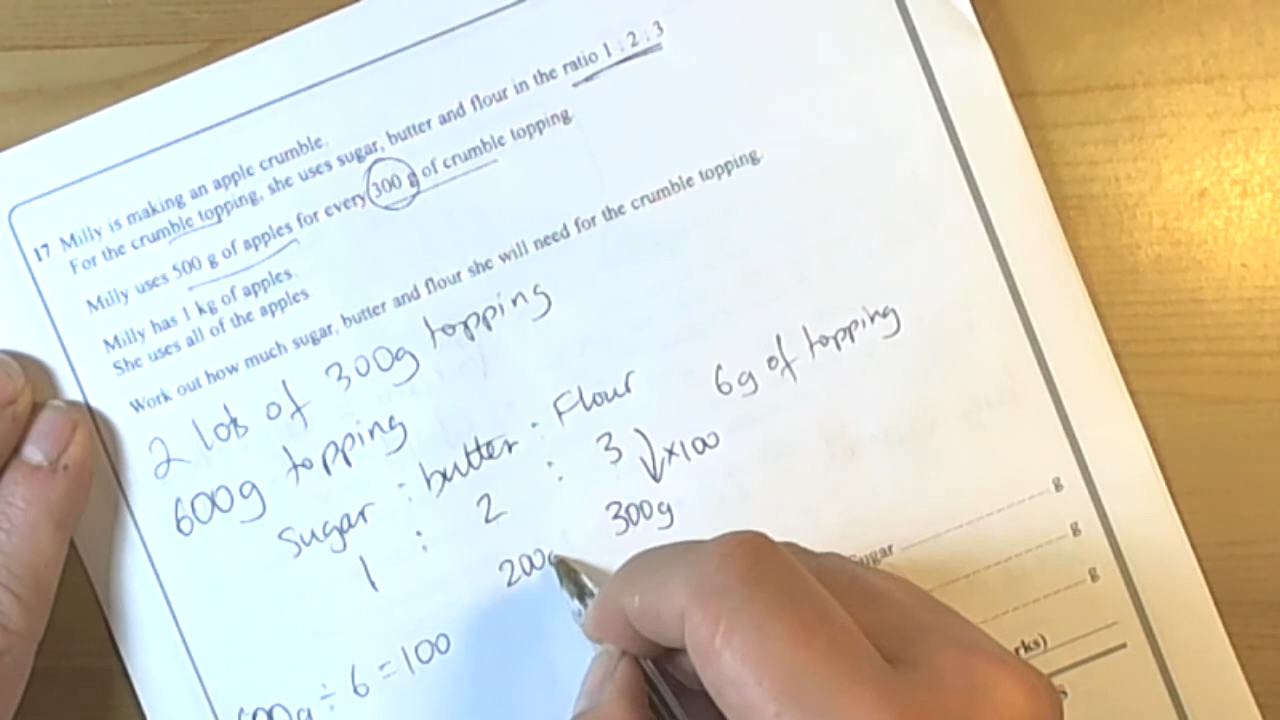 17 Milly is making an apple crumble.
For the crumble topping, she uses sugar, butter and flour in the ratio 1 : 2 : 3
Milly uses 500 g of apples for every 300 g of crumble topping.
Milly has 1 kg of apples.
She uses all of the apples
Work out how much sugar, butter and flour she will need for the crumble topping.
2 lots of 300g topping
600g topping
Sugar : butter : Flour
6g of topping
1 : 2 : 3 ×100
200g 300g
÷ 6 = 100
Sugar g
g
g